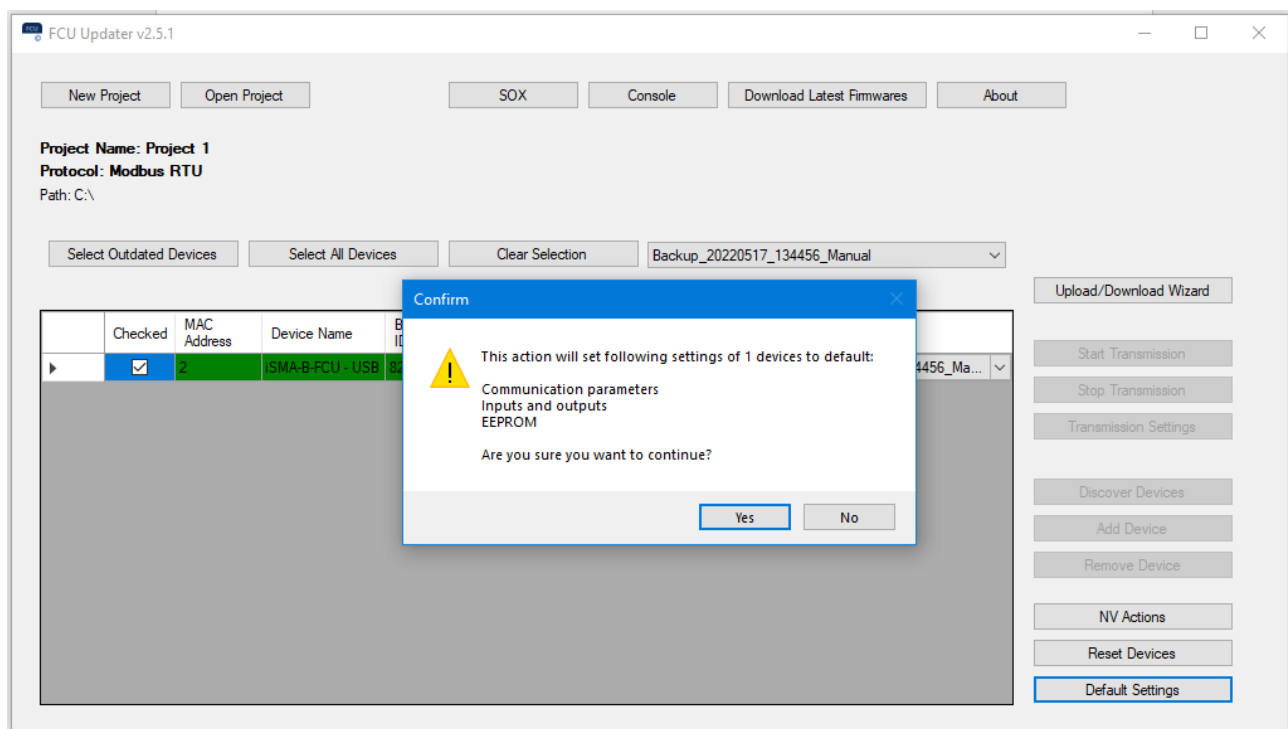 FCU
FCU Updater v2.5.1
New Project
Open Project
SOX
Console
Download Latest Firmwares
About
Project Name: Project 1
Protocol: Modbus RTU
Path: C:\
Select Outdated Devices
Select All Devices
Clear Selection
Backup_20220517_134456_Manual
Upload/Download Wizard
Confirm
Checked
MAC
Address
Device Name
2
iSMA-B-FCU - USB
82
4456_Ma...
This action will set following settings of 1 devices to default:
Communication parameters
Inputs and outputs
EEPROM
Are you sure you want to continue?
Yes
No
Start Transmission
Stop Transmission
Transmission Settings
Discover Devices
Add Device
Remove Device
NV Actions
Reset Devices
Default Settings